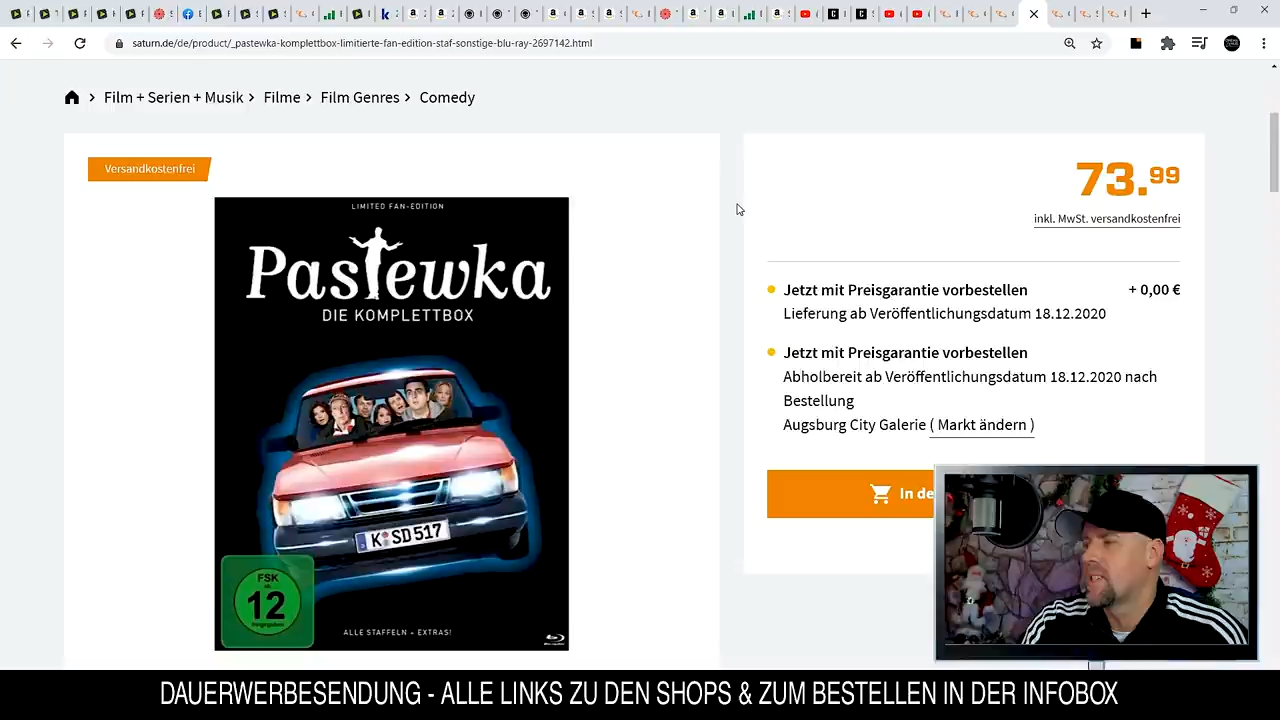 saturn.de/de/product/_pastewka-komplettbox-limitierte-fan-edition-staf-sonstige-blu-ray-2697142.html
Film + Serien + Musik > Filme > Film Genres > Comedy
Versandkostenfrei
73.99
inkl. MwSt. versandkostenfrei
LIMITED FAN-EDITION
Pastewka
DIE KOMPLETTBOX
K SD 517
FSK
ab
12
freigegeben
ALLE STAFFELN + EXTRAS!
Jetzt mit Preisgarantie vorbestellen + 0,00 €
Lieferung ab Veröffentlichungsdatum 18.12.2020
Jetzt mit Preisgarantie vorbestellen
Abholbereit ab Veröffentlichungsdatum 18.12.2020 nach
Bestellung
Augsburg City Galerie ( Markt ändern )
In de
DAUERWERBESENDUNG - ALLE LINKS ZU DEN SHOPS & ZUM BESTELLEN IN DER INFOBOX